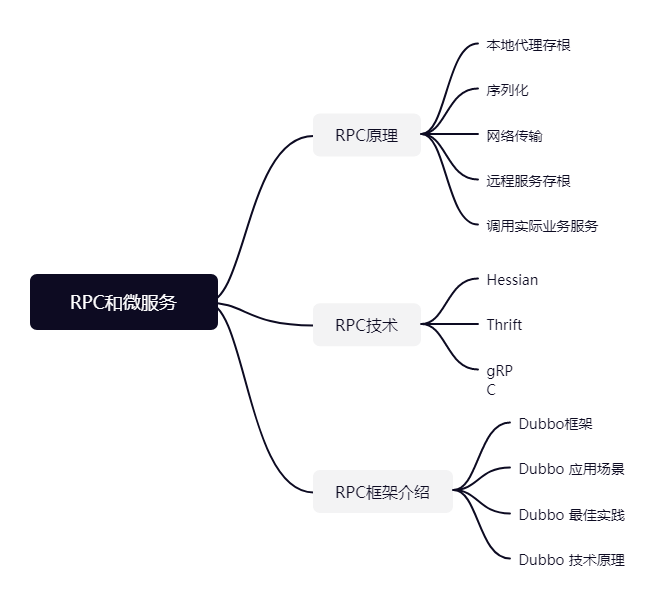 RPC和微服务
RPC原理
本地代理存根
序列化
网络传输
远程服务存根
调用实际业务服务
RPC技术
Hessian
Thrift
gRP
C
RPC框架介绍
Dubbo框架
Dubbo 应用场景
Dubbo 最佳实践
Dubbo 技术原理